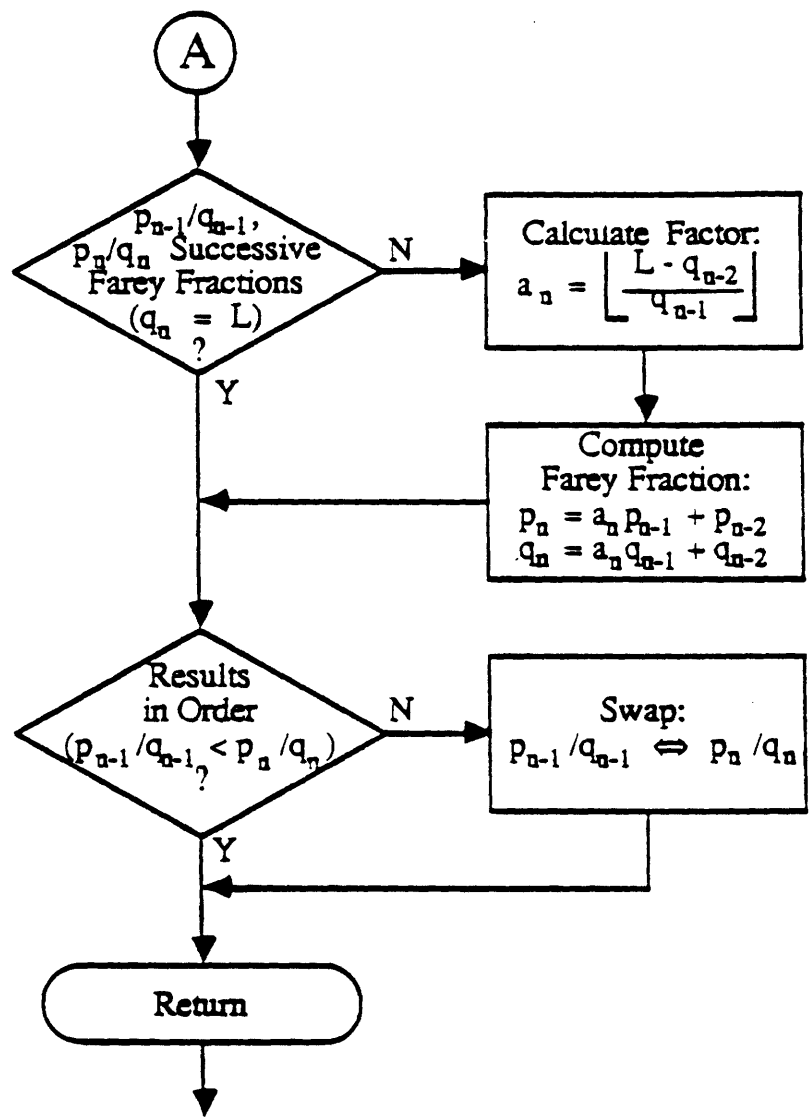 A
p_{n-1}/q_{n-1},
p_n/q_n Successive
Farey Fractions
(q_n = L)
?
N
Y
Calculate Factor:
a_n = ⌊(L - q_{n-2})/q_{n-1}⌋
Compute
Farey Fraction:
p_n = a_n p_{n-1} + p_{n-2}
q_n = a_n q_{n-1} + q_{n-2}
Results
in Order
(p_{n-1}/q_{n-1} < p_n/q_n)
?
N
Y
Swap:
p_{n-1}/q_{n-1} ⇔ p_n/q_n
Return